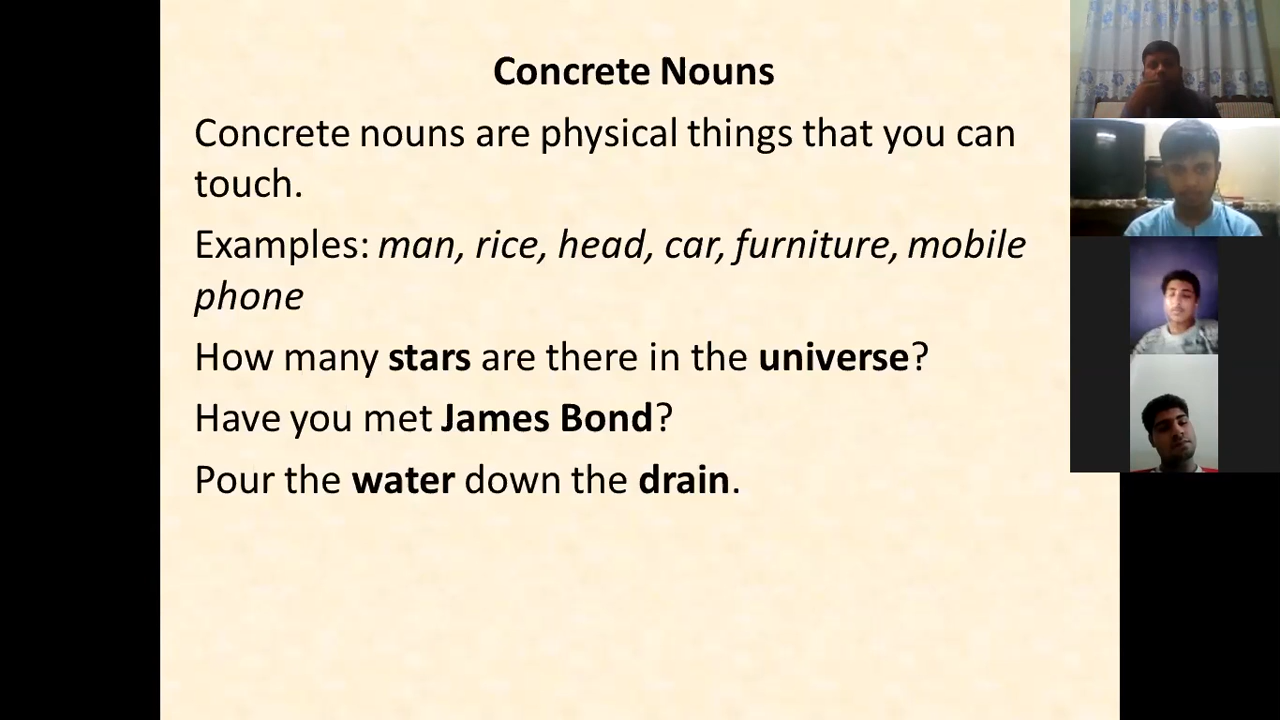 Concrete Nouns
Concrete nouns are physical things that you can
touch.
Examples: man, rice, head, car, furniture, mobile
phone
How many stars are there in the universe?
Have you met James Bond?
Pour the water down the drain.